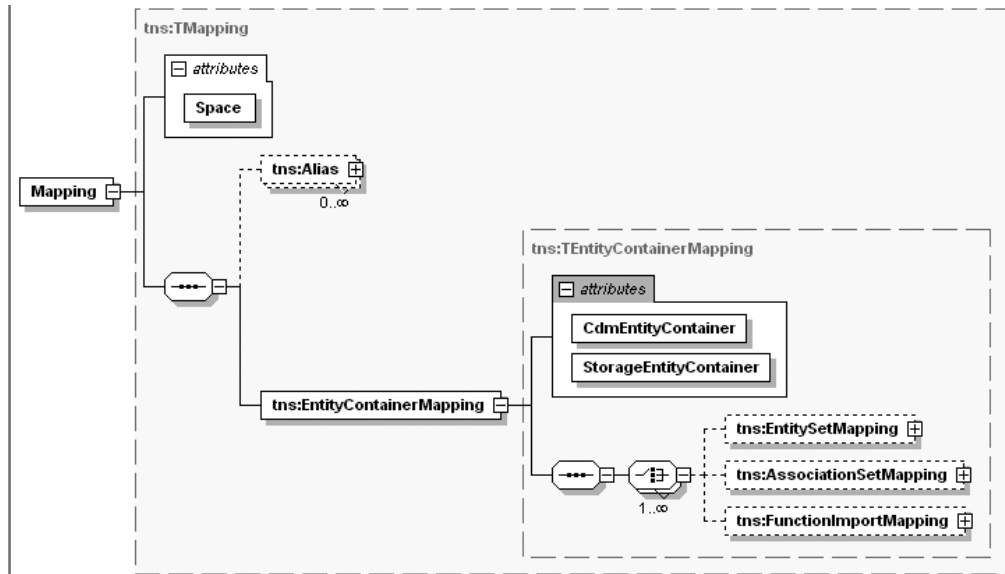 tns:TMapping
attributes
Space
Mapping
tns:Alias
0..∞
tns:EntityContainerMapping
tns:TEntityContainerMapping
attributes
CdmEntityContainer
StorageEntityContainer
1..∞
tns:EntitySetMapping
tns:AssociationSetMapping
tns:FunctionImportMapping